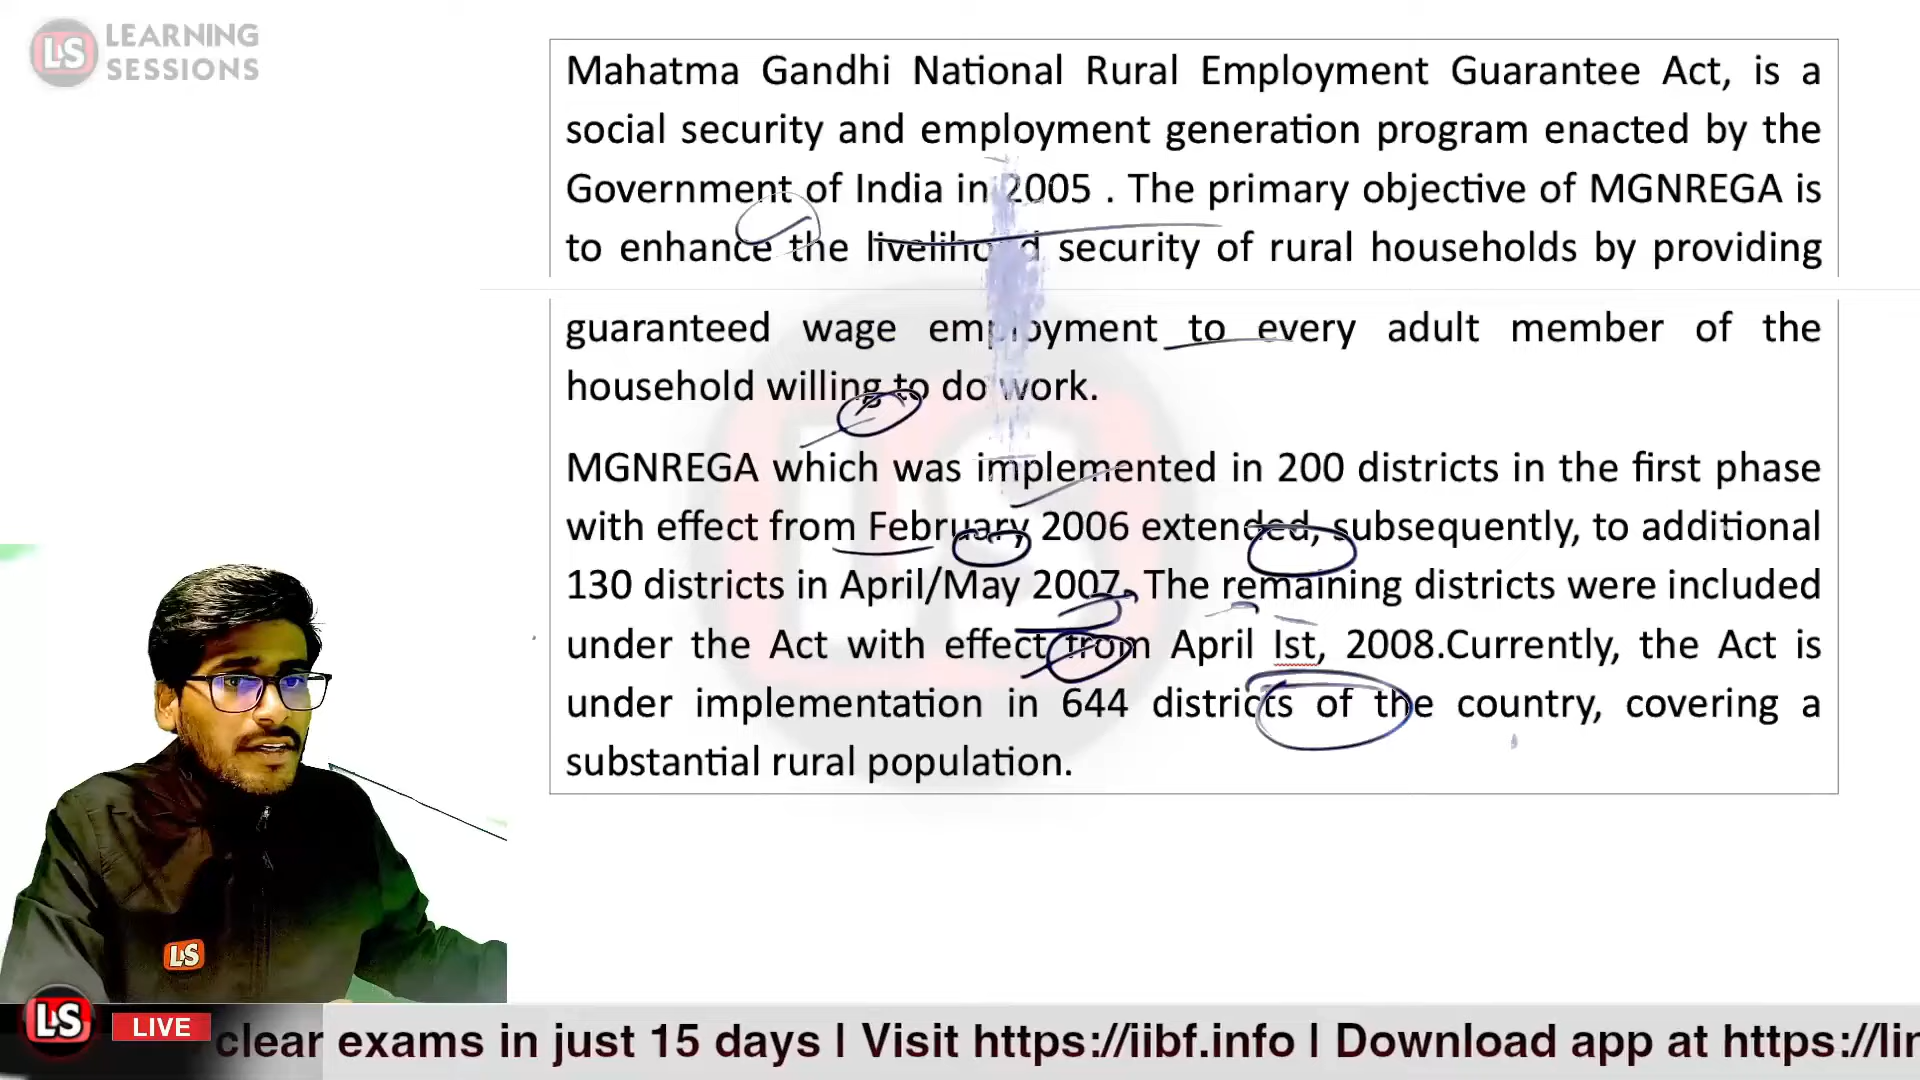 LS LEARNING
SESSIONS
Mahatma Gandhi National Rural Employment Guarantee Act, is a
social security and employment generation program enacted by the
Government of India in 2005 . The primary objective of MGNREGA is
to enhance the livelihood security of rural households by providing
guaranteed wage employment to every adult member of the
household willing to do work.
MGNREGA which was implemented in 200 districts in the first phase
with effect from February 2006 extended, subsequently, to additional
130 districts in April/May 2007. The remaining districts were included
under the Act with effect from April Ist, 2008.Currently, the Act is
under implementation in 644 districts of the country, covering a
substantial rural population.
LS
LS LIVE clear exams in just 15 days | Visit https://iibf.info | Download app at https://lin